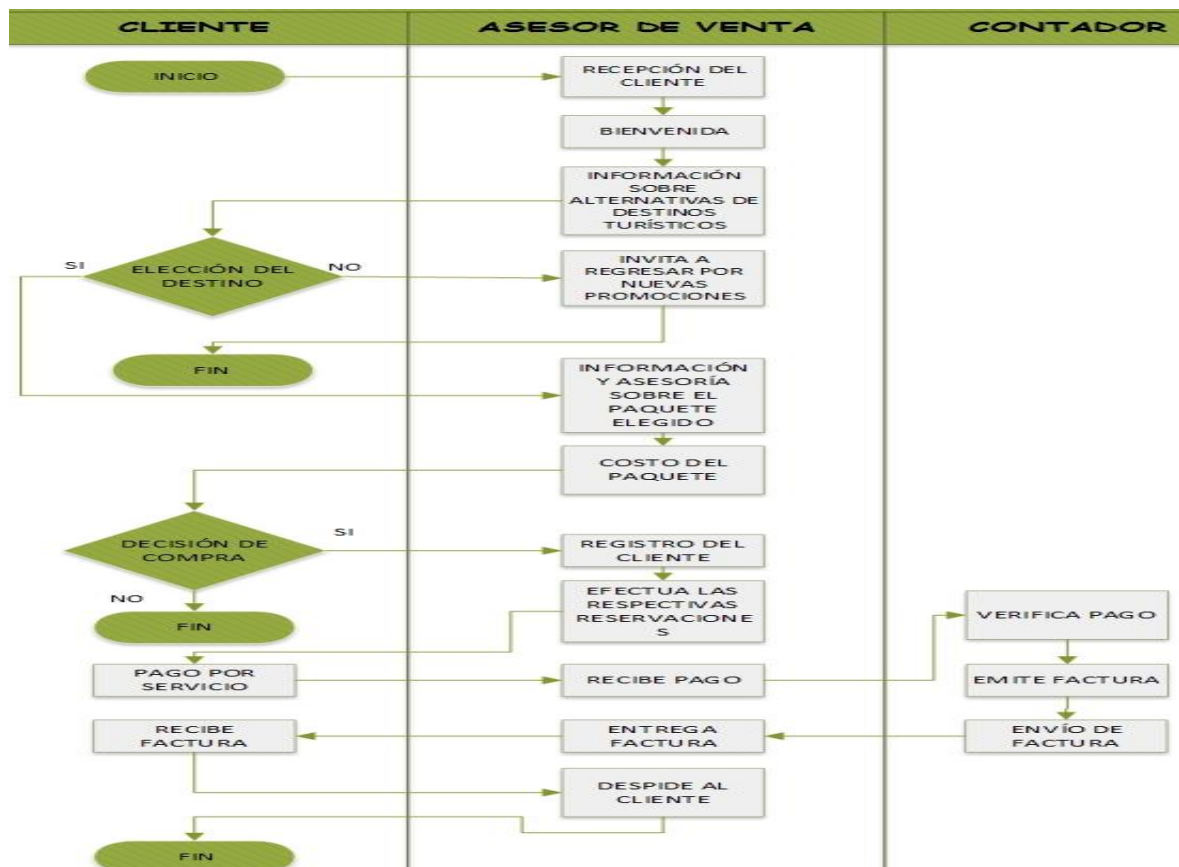 CLIENTE
ASESOR DE VENTA
CONTADOR
INICIO
RECEPCIÓN DEL
CLIENTE
BIENVENIDA
INFORMACIÓN
SOBRE
ALTERNATIVAS DE
DESTINOS
TURÍSTICOS
SI
ELECCIÓN DEL
DESTINO
NO
INVITA A
REGRESAR POR
NUEVAS
PROMOCIONES
FIN
INFORMACIÓN
Y ASESORÍA
SOBRE EL
PAQUETE
ELEGIDO
COSTO DEL
PAQUETE
DECISIÓN DE
COMPRA
SI
REGISTRO DEL
CLIENTE
NO
FIN
EFECTUA LAS
RESPECTIVAS
RESERVACIONE
S
VERIFICA PAGO
PAGO POR
SERVICIO
RECIBE PAGO
EMITE FACTURA
RECIBE
FACTURA
ENTREGA
FACTURA
ENVÍO DE
FACTURA
DESPIDE AL
CLIENTE
FIN